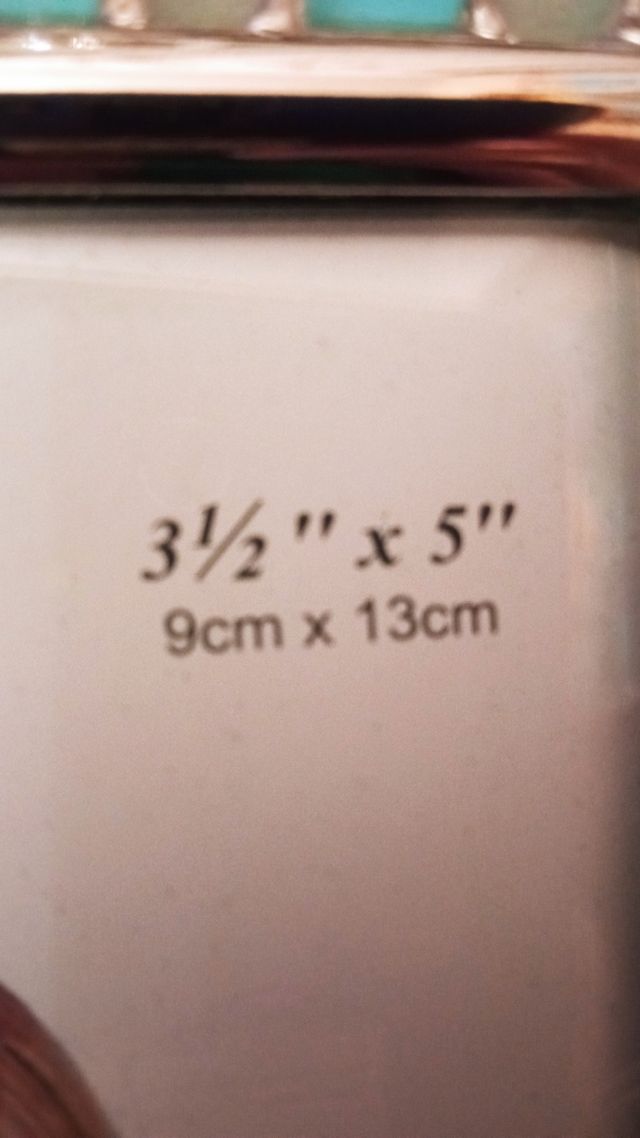 3½ " x 5"
9cm x 13cm